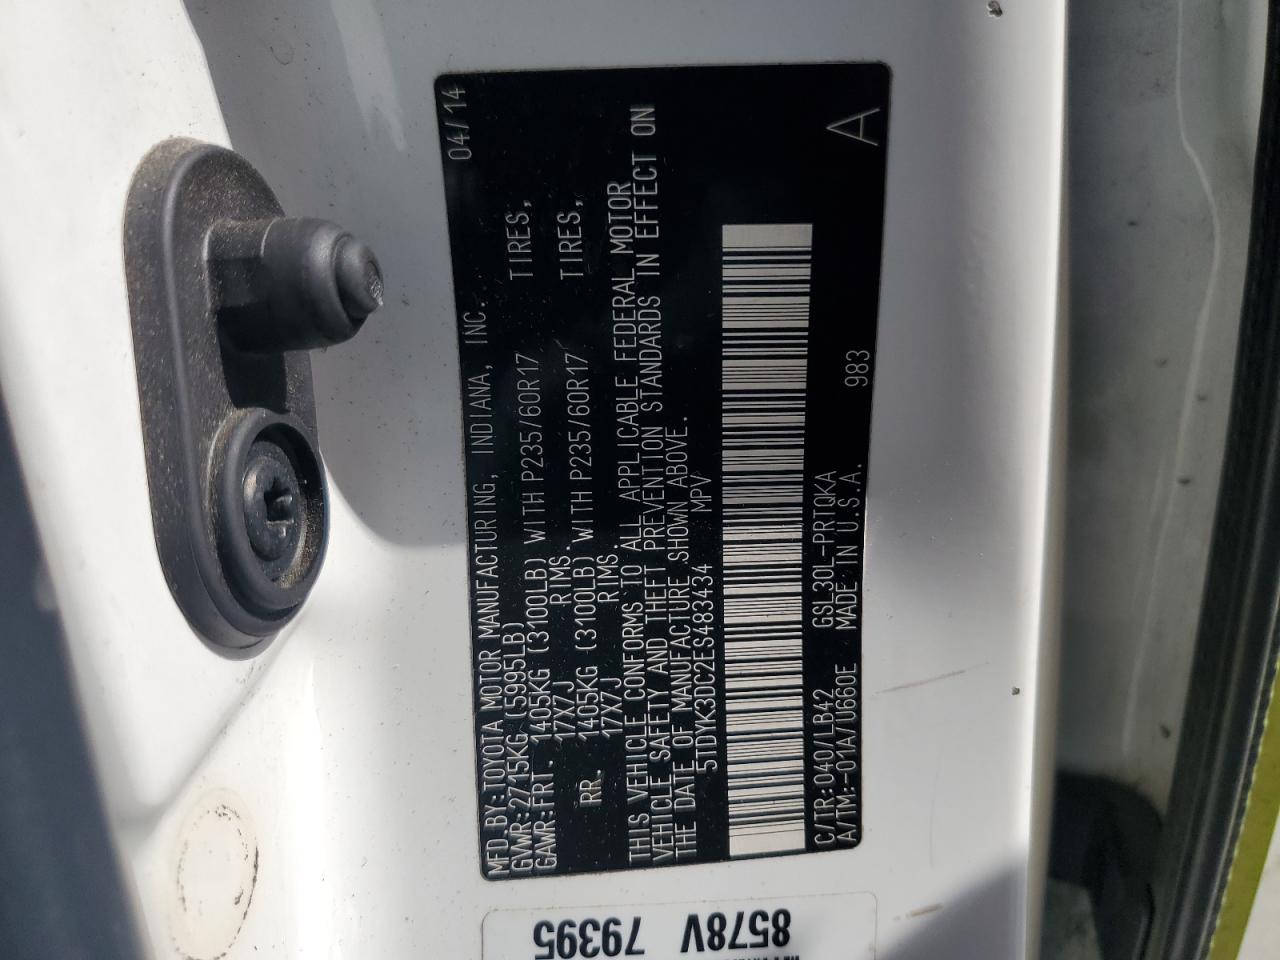 MFD.BY:TOYOTA MOTOR MANUFACTURING, INDIANA, INC. 04/14
GVWR:2715KG (5995LB)
GAWR:FRT. 1405KG (3100LB) WITH P235/60R17 TIRES,
17X7J RIMS.
RR. 1405KG (3100LB) WITH P235/60R17 TIRES,
17X7J RIMS.
THIS VEHICLE CONFORMS TO ALL APPLICABLE FEDERAL MOTOR
VEHICLE SAFETY AND THEFT PREVENTION STANDARDS IN EFFECT ON
THE DATE OF MANUFACTURE SHOWN ABOVE.
5TDYK3DC2ES483434 MPV
C/TR:040/LB42 GSL30L-PRTQKA
A/TM:-01A/U660E MADE IN U.S.A. 983 A
8578V
79395